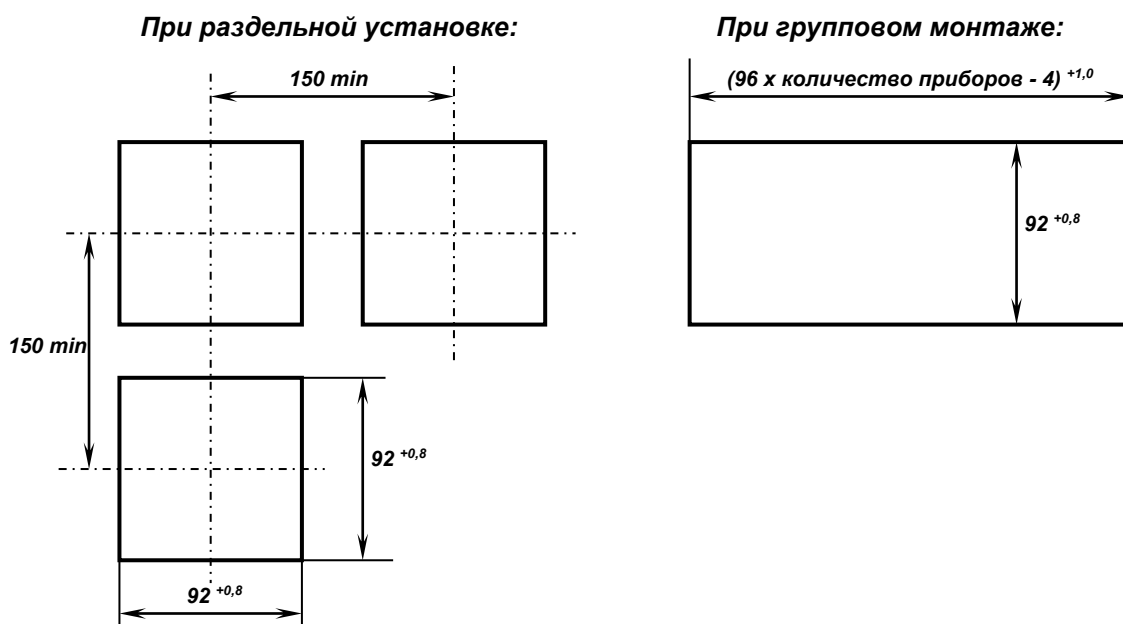 При раздельной установке:
При групповом монтаже:
150 min
(96 x количество приборов - 4) +1,0
92 +0,8
150 min
92 +0,8
92 +0,8